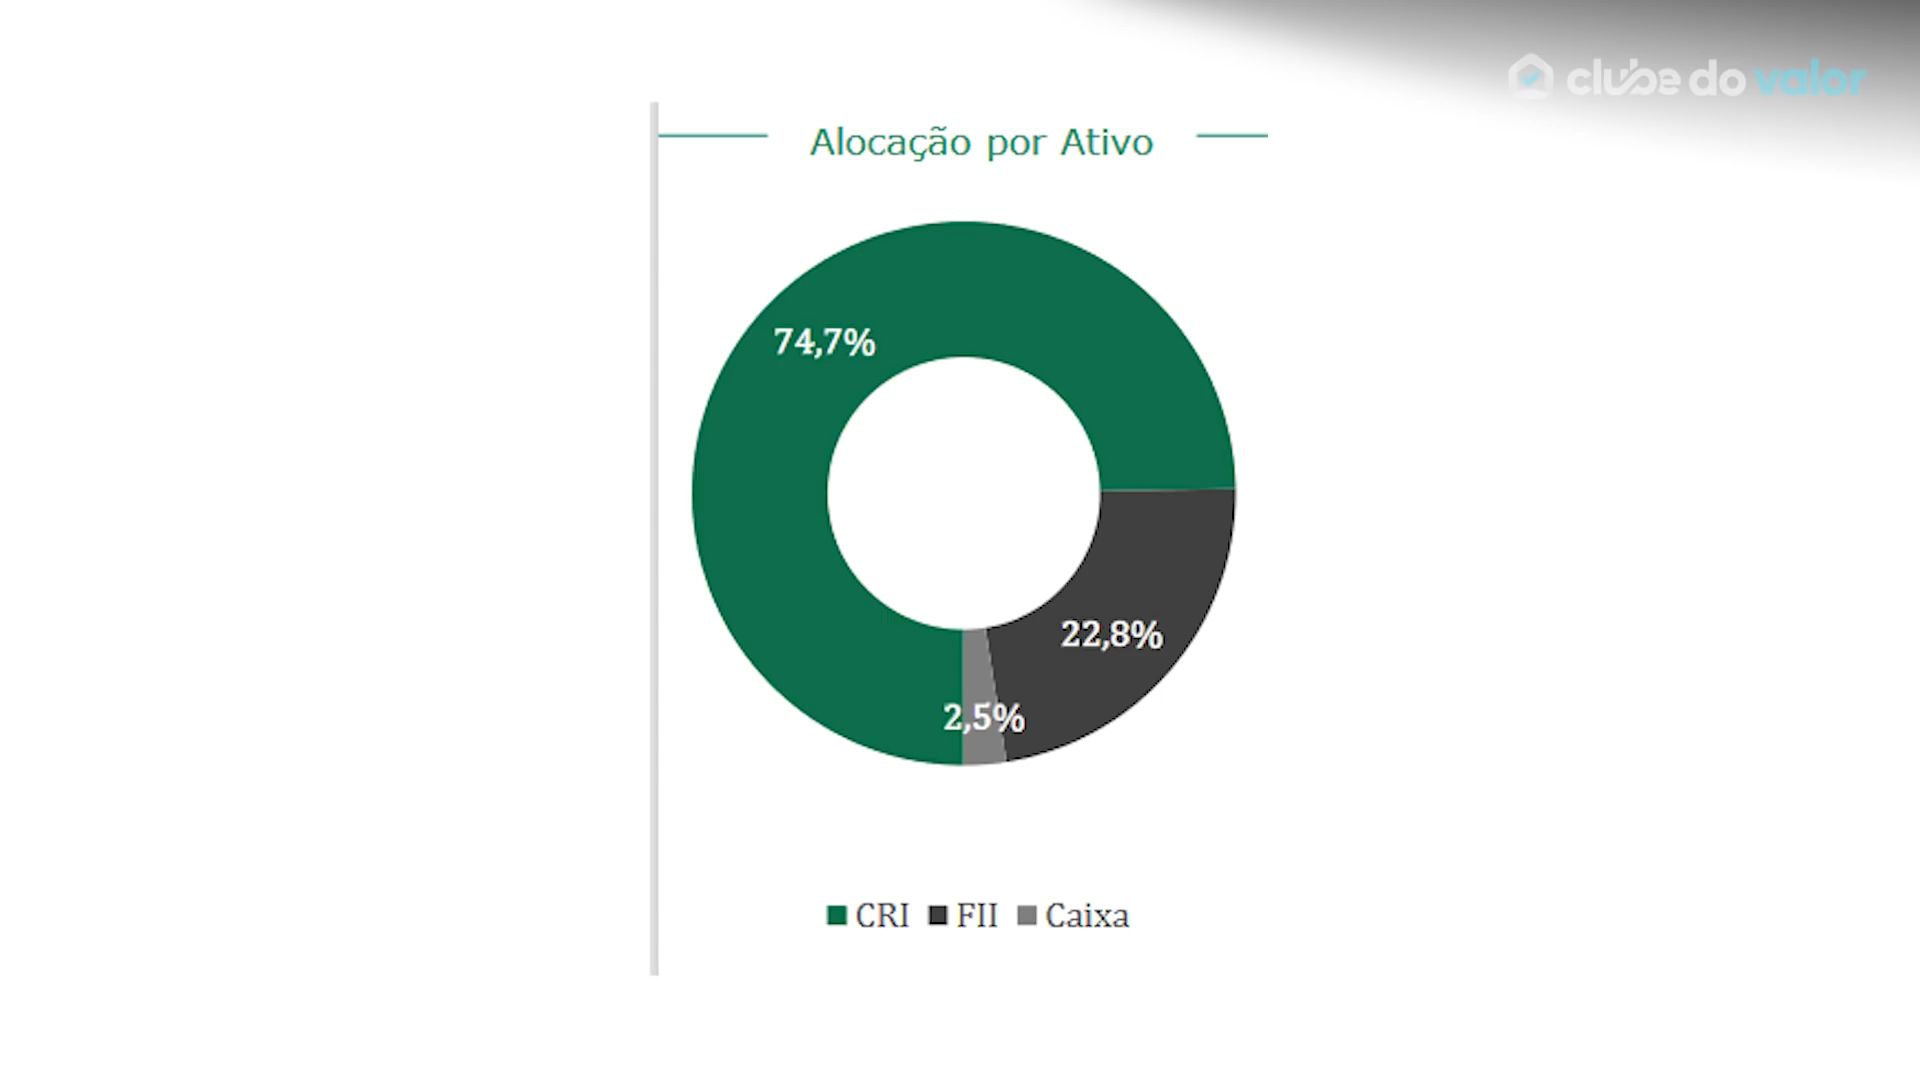 clube do valor
Alocação por Ativo
74,7%
22,8%
2,5%
CRI FII Caixa